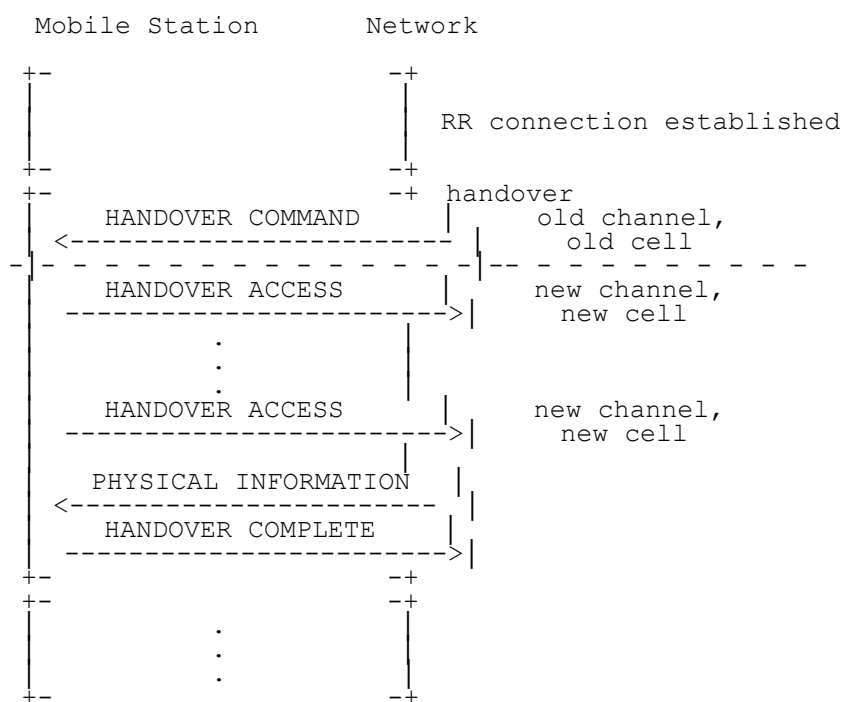 Mobile Station Network
RR connection established
handover
HANDOVER COMMAND old channel,
old cell
HANDOVER ACCESS new channel,
new cell
HANDOVER ACCESS new channel,
new cell
PHYSICAL INFORMATION
HANDOVER COMPLETE